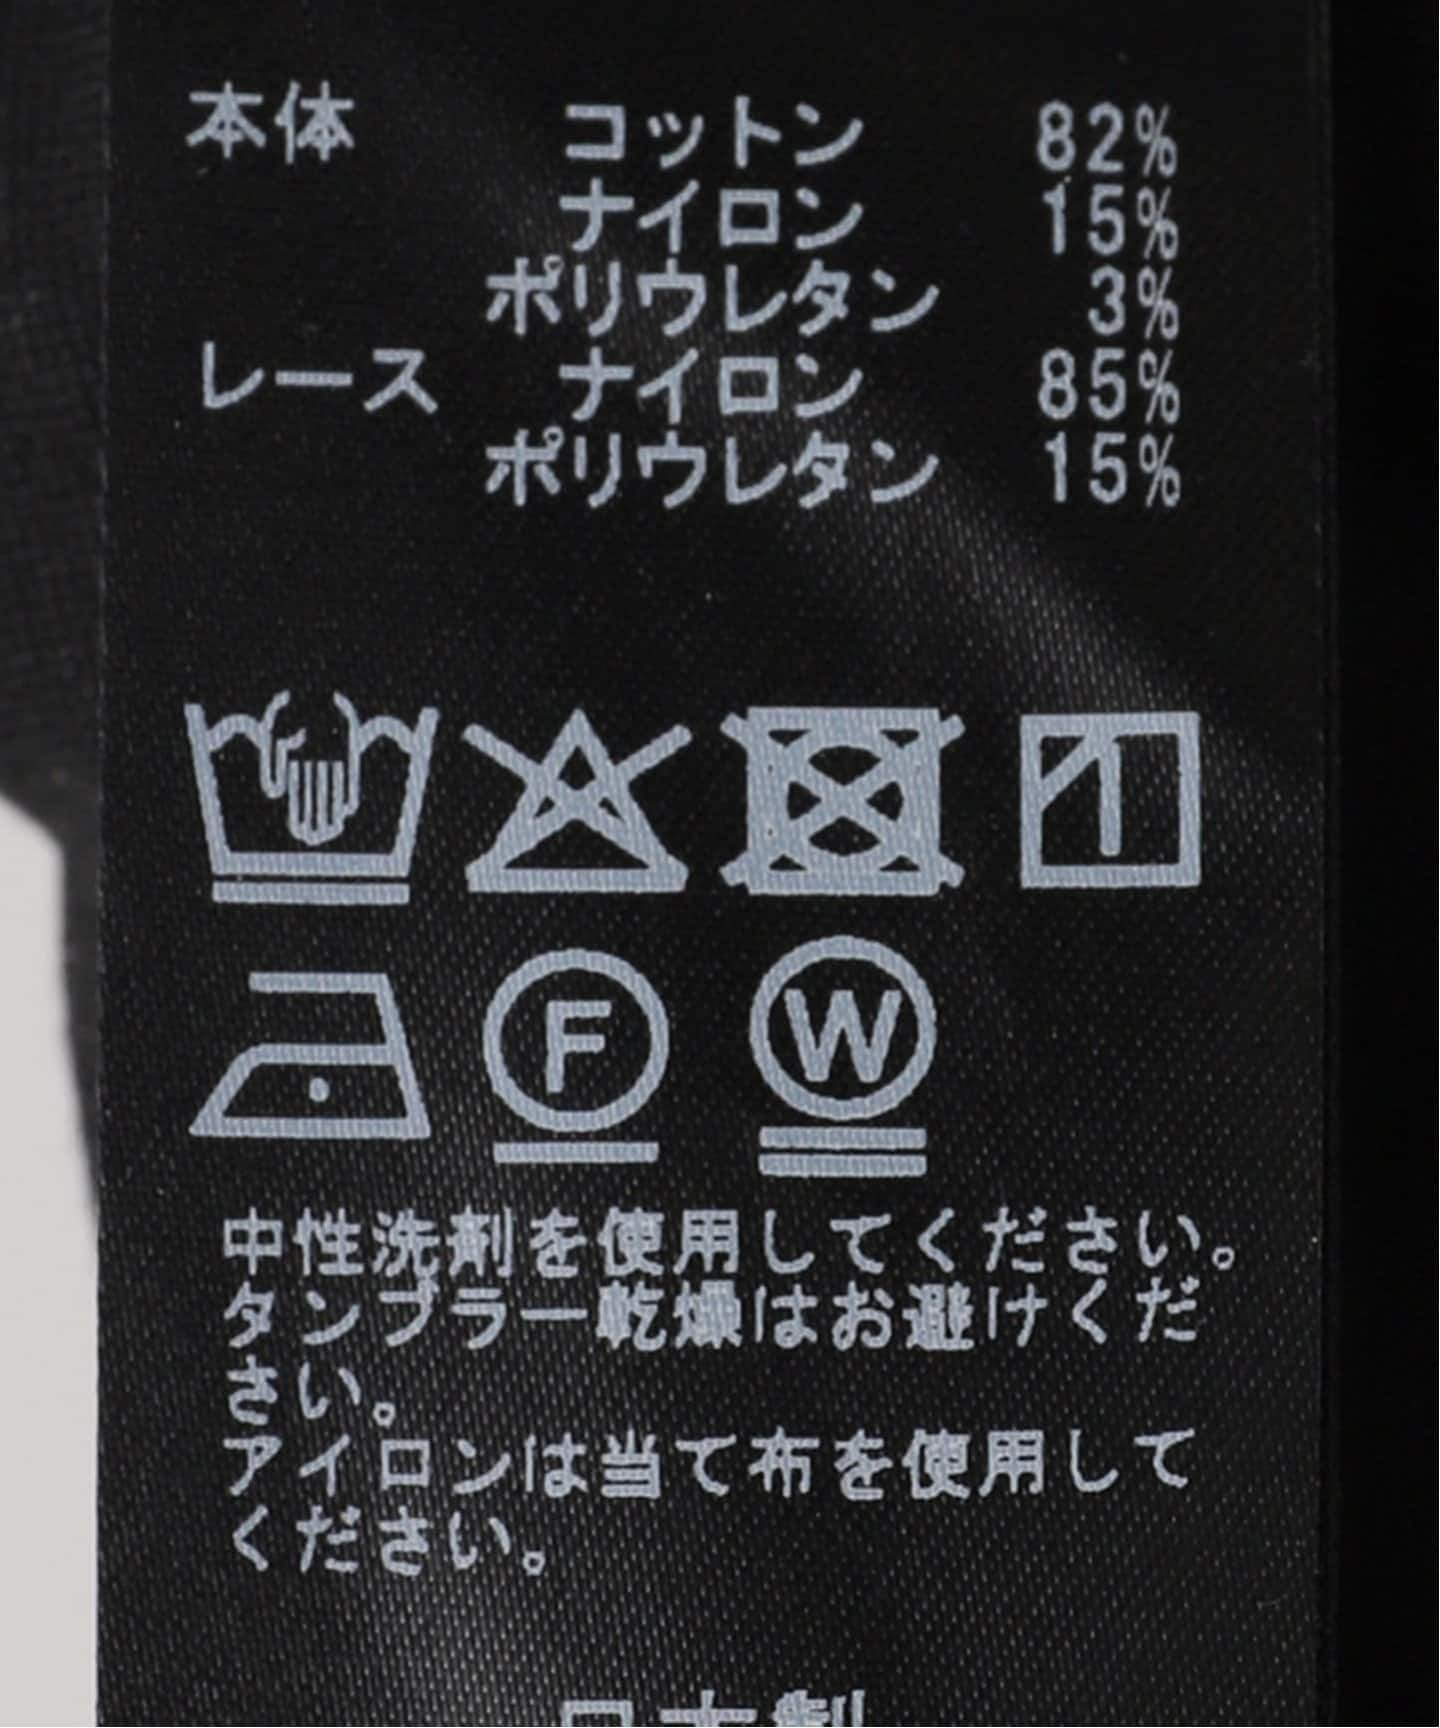 本体 コットン 82%
ナイロン 15%
ポリウレタン 3%
レース ナイロン 85%
ポリウレタン 15%
F W
中性洗剤を使用してください。
タンブラー乾燥はお避けくだ
さい。
アイロンは当て布を使用して
ください。
日本製